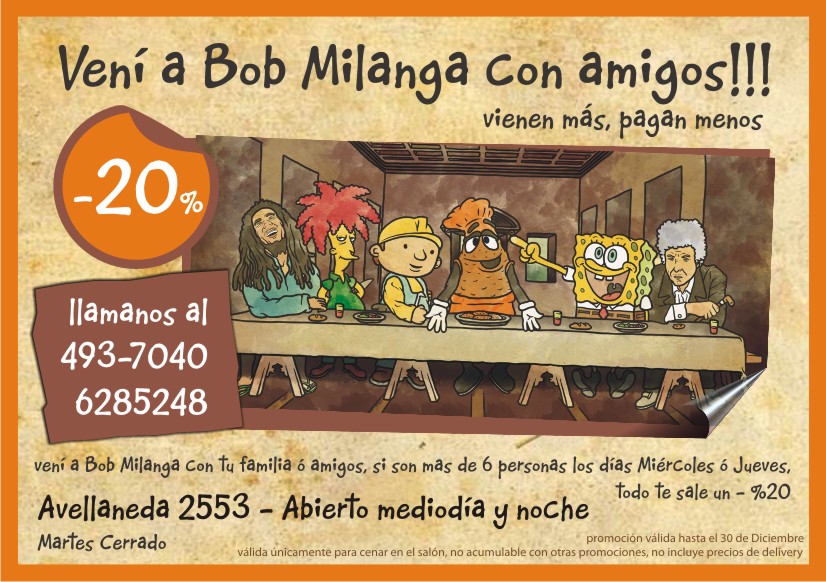 Vení a Bob Milanga con amigos!!!
vienen más, pagan menos
-20%
llamanos al
493-7040
6285248
vení a Bob Milanga con tu familia ó amigos, si son mas de 6 personas los días Miércoles ó Jueves,
todo te sale un - %20
Avellaneda 2553 - Abierto mediodía y noche
Martes Cerrado
promoción válida hasta el 30 de Diciembre
válida únicamente para cenar en el salón, no acumulable con otras promociones, no incluye precios de delivery